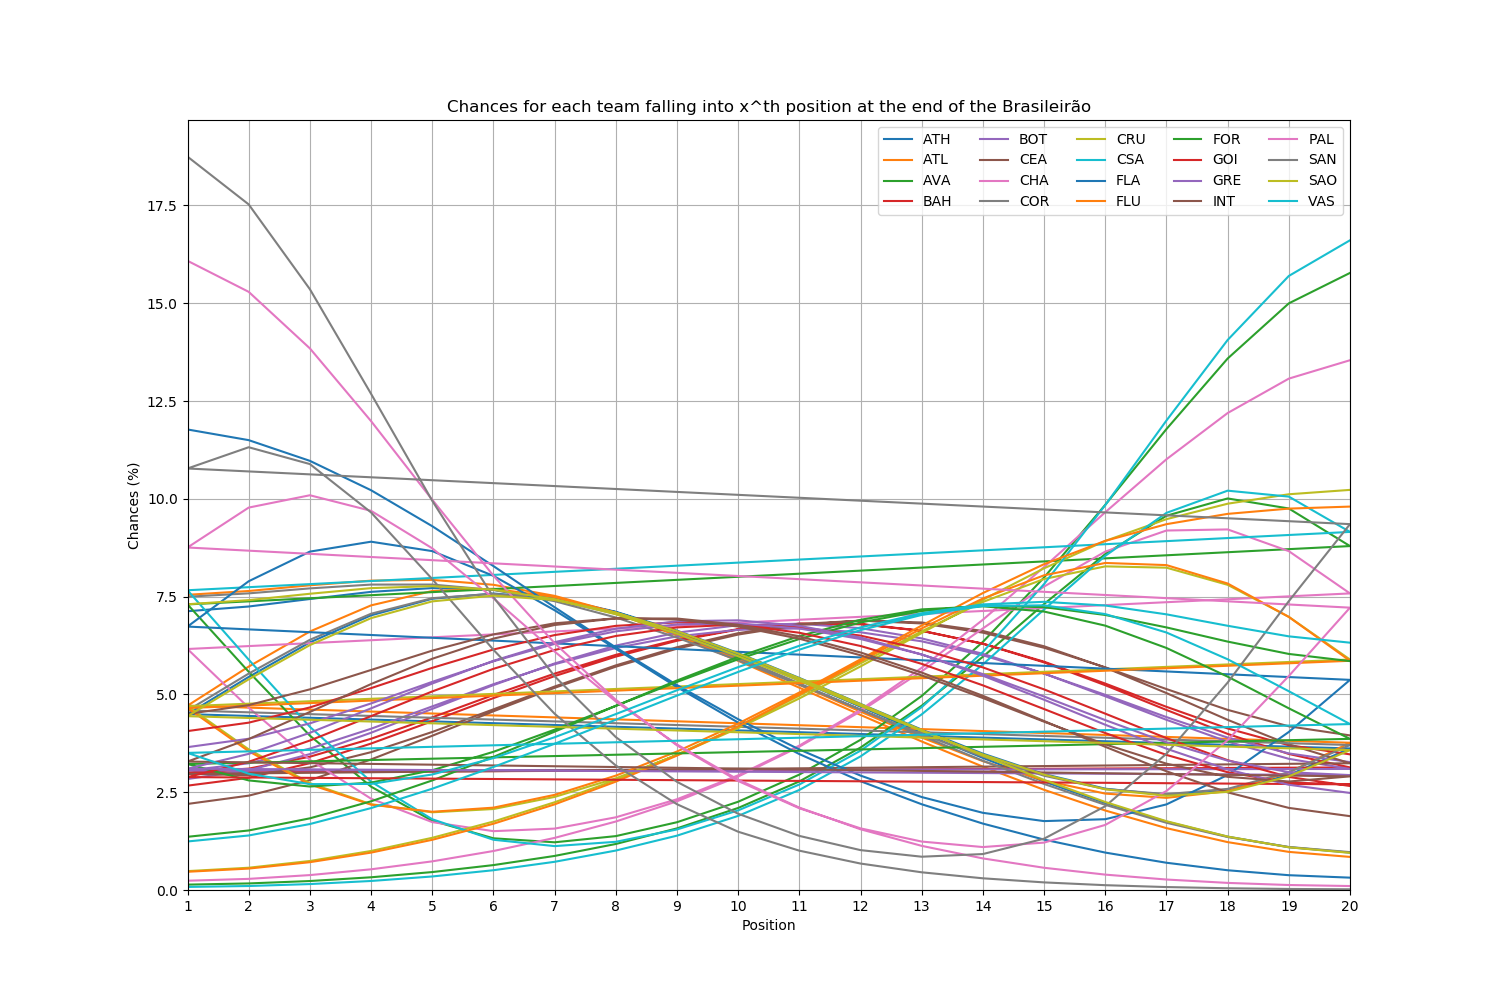 Chances for each team falling into x^th position at the end of the Brasileirão
ATH BOT CRU FOR PAL
ATL CEA CSA GOI SAN
AVA CHA FLA GRE SAO
BAH COR FLU INT VAS
Chances (%)
17.5
15.0
12.5
10.0
7.5
5.0
2.5
0.0
1 2 3 4 5 6 7 8 9 10 11 12 13 14 15 16 17 18 19 20
Position